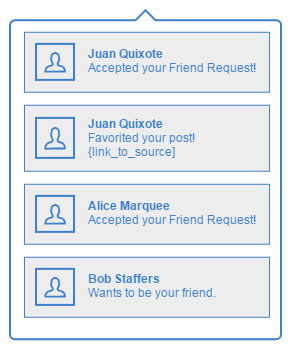 Juan Quixote
Accepted your Friend Request!
Juan Quixote
Favorited your post!
{link_to_source]
Alice Marquee
Accepted your Friend Request!
Bob Staffers
Wants to be your friend.